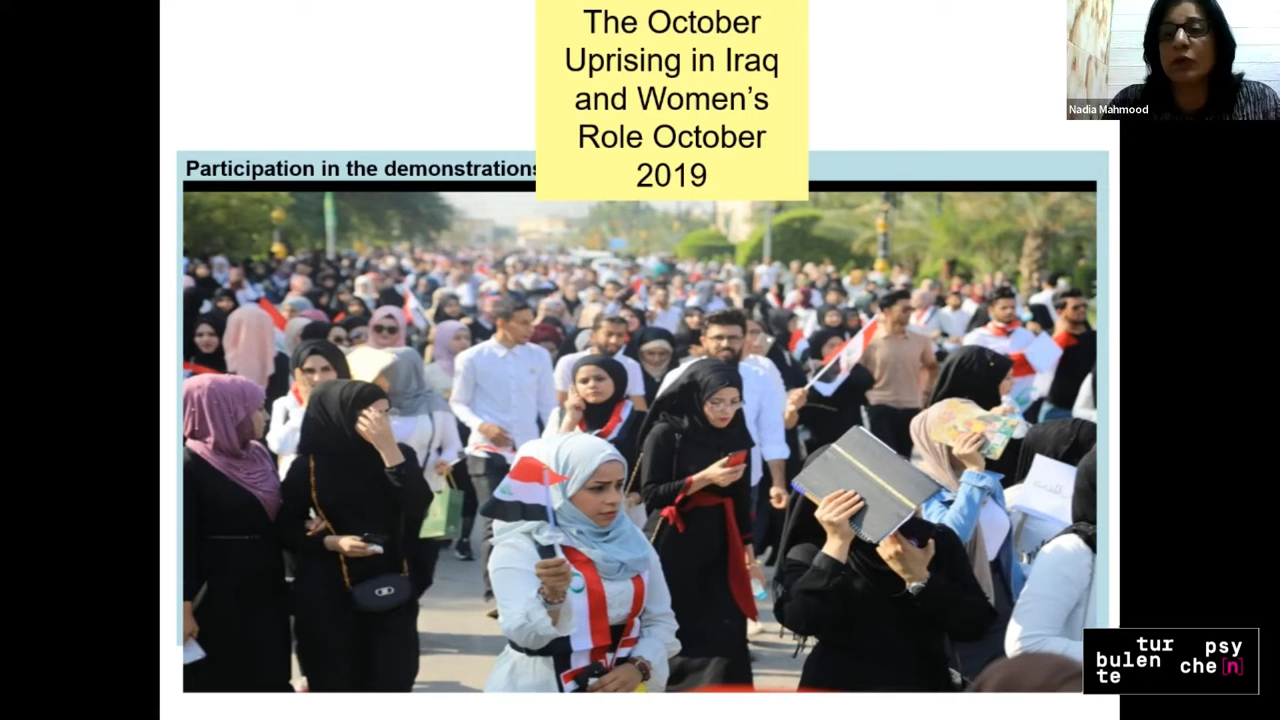 The October
Uprising in Iraq
and Women's
Role October
2019
Nadia Mahmood
Participation in the demonstrations
tur
bulen
te
psy
che[n]